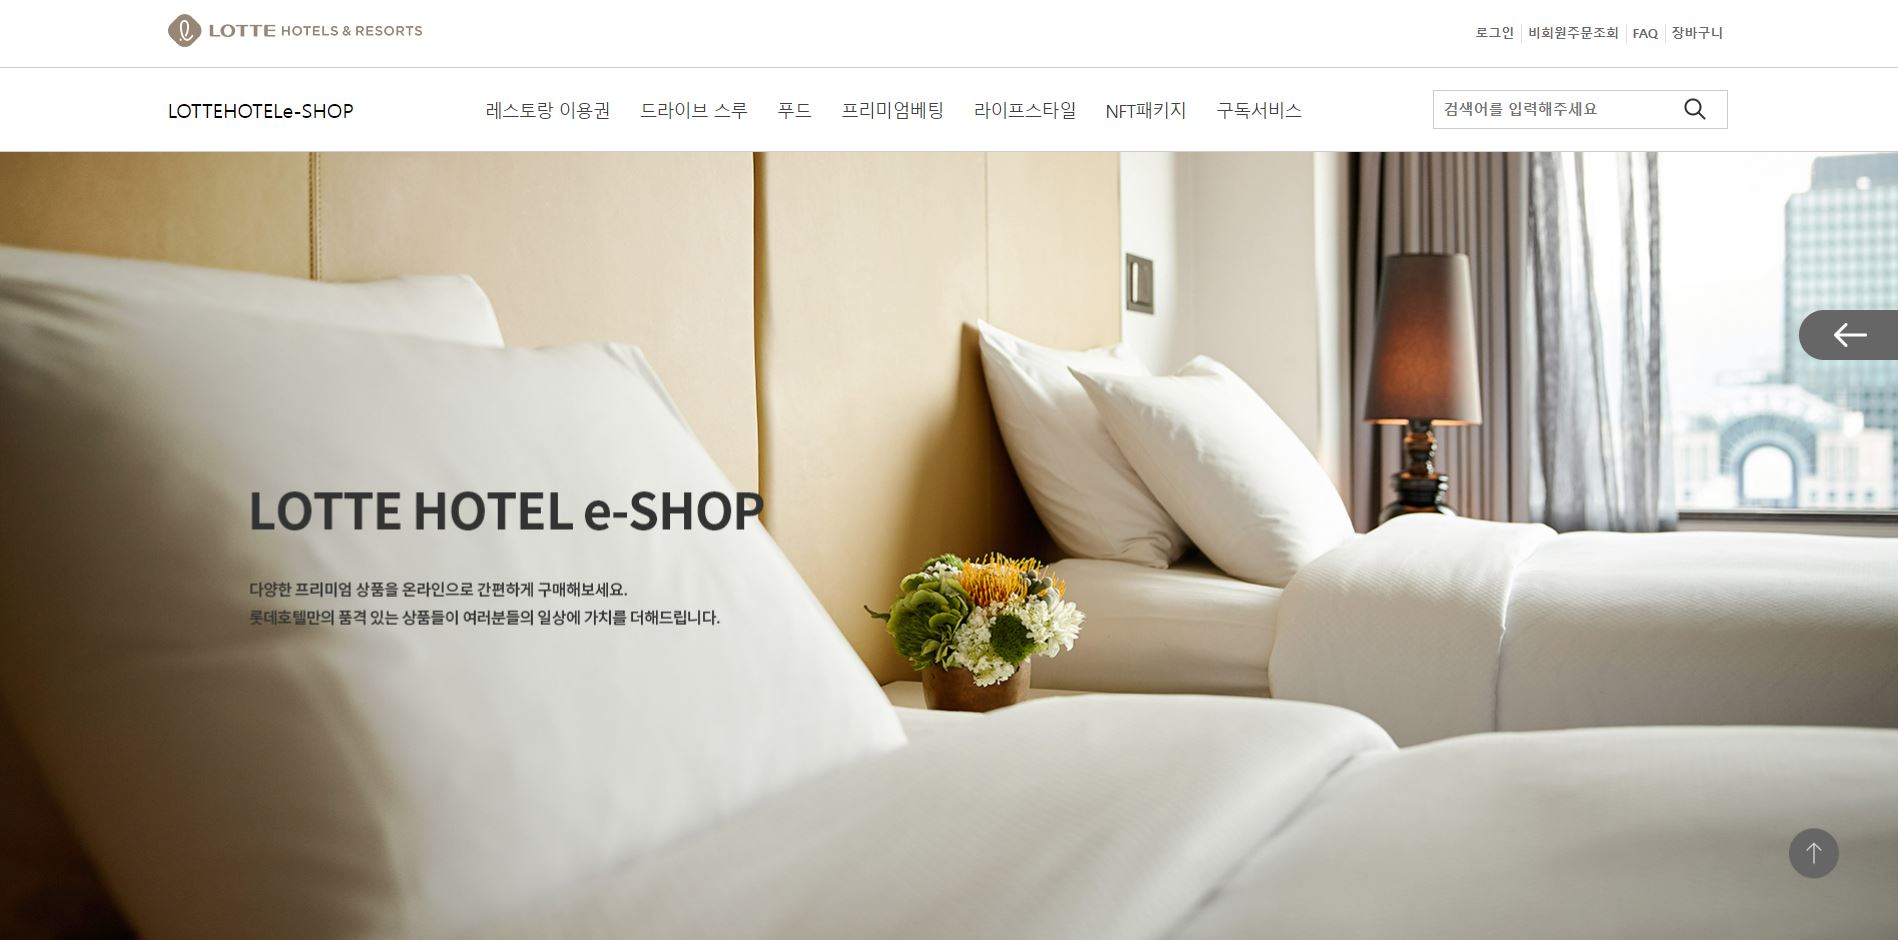 LOTTE HOTELS & RESORTS
로그인 비회원주문조회 FAQ 장바구니
LOTTEHOTELe-SHOP 레스토랑 이용권 드라이브 스루 푸드 프리미엄베팅 라이프스타일 NFT패키지 구독서비스 검색어를 입력해주세요
LOTTE HOTEL e-SHOP
다양한 프리미엄 상품을 온라인으로 간편하게 구매해보세요.
롯데호텔만의 품격 있는 상품들이 여러분들의 일상에 가치를 더해드립니다.